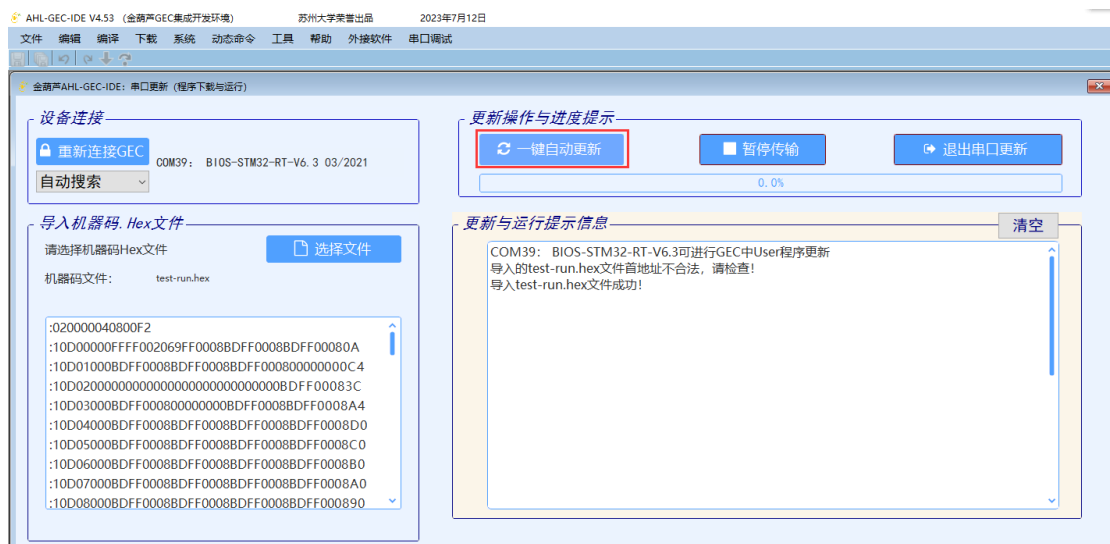 AHL-GEC-IDE V4.53 （金葫芦GEC集成开发环境） 苏州大学荣誉出品 2023年7月12日
文件 编辑 编译 下载 系统 动态命令 工具 帮助 外接软件 串口调试
金葫芦AHL-GEC-IDE：串口更新（程序下载与运行）
设备连接
重新连接GEC
COM39： BIOS-STM32-RT-V6.3 03/2021
自动搜索
更新操作与进度提示
一键自动更新 暂停传输 退出串口更新
0.0%
导入机器码.Hex文件
请选择机器码Hex文件 选择文件
机器码文件： test-run.hex
:020000040800F2
:10D00000FFFF002069FF0008BDFF0008BDFF00080A
:10D01000BDFF0008BDFF0008BDFF000800000000C4
:10D02000000000000000000000000000BDFF00083C
:10D03000BDFF000800000000BDFF0008BDFF0008A4
:10D04000BDFF0008BDFF0008BDFF0008BDFF0008D0
:10D05000BDFF0008BDFF0008BDFF0008BDFF0008C0
:10D06000BDFF0008BDFF0008BDFF0008BDFF0008B0
:10D07000BDFF0008BDFF0008BDFF0008BDFF0008A0
:10D08000BDFF0008BDFF0008BDFF0008BDFF000890
更新与运行提示信息
清空
COM39： BIOS-STM32-RT-V6.3可进行GEC中User程序更新
导入的test-run.hex文件首地址不合法，请检查！
导入test-run.hex文件成功！